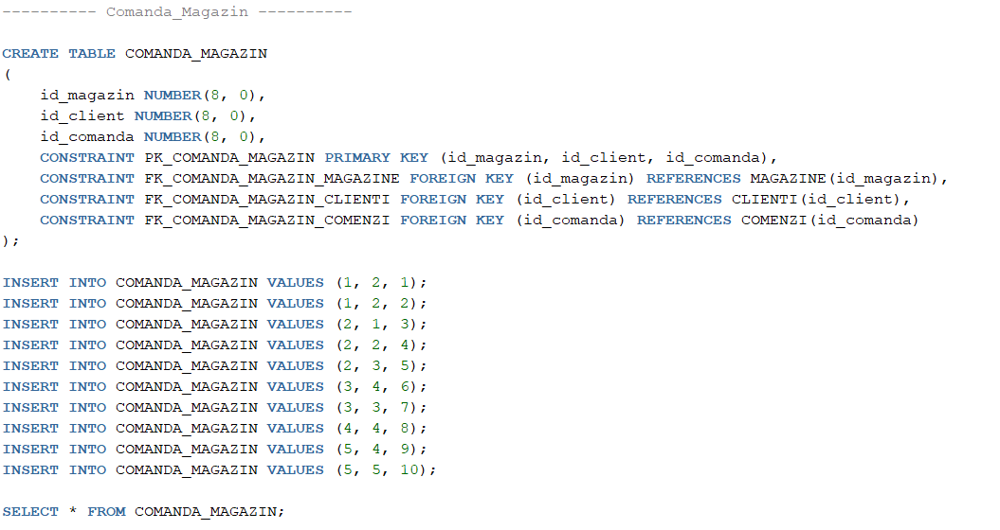 ---------- Comanda_Magazin ----------
CREATE TABLE COMANDA_MAGAZIN
(
    id_magazin NUMBER(8, 0),
    id_client NUMBER(8, 0),
    id_comanda NUMBER(8, 0),
    CONSTRAINT PK_COMANDA_MAGAZIN PRIMARY KEY (id_magazin, id_client, id_comanda),
    CONSTRAINT FK_COMANDA_MAGAZIN_MAGAZINE FOREIGN KEY (id_magazin) REFERENCES MAGAZINE(id_magazin),
    CONSTRAINT FK_COMANDA_MAGAZIN_CLIENTI FOREIGN KEY (id_client) REFERENCES CLIENTI(id_client),
    CONSTRAINT FK_COMANDA_MAGAZIN_COMENZI FOREIGN KEY (id_comanda) REFERENCES COMENZI(id_comanda)
);
INSERT INTO COMANDA_MAGAZIN VALUES (1, 2, 1);
INSERT INTO COMANDA_MAGAZIN VALUES (1, 2, 2);
INSERT INTO COMANDA_MAGAZIN VALUES (2, 1, 3);
INSERT INTO COMANDA_MAGAZIN VALUES (2, 2, 4);
INSERT INTO COMANDA_MAGAZIN VALUES (2, 3, 5);
INSERT INTO COMANDA_MAGAZIN VALUES (3, 4, 6);
INSERT INTO COMANDA_MAGAZIN VALUES (3, 3, 7);
INSERT INTO COMANDA_MAGAZIN VALUES (4, 4, 8);
INSERT INTO COMANDA_MAGAZIN VALUES (5, 4, 9);
INSERT INTO COMANDA_MAGAZIN VALUES (5, 5, 10);
SELECT * FROM COMANDA_MAGAZIN;